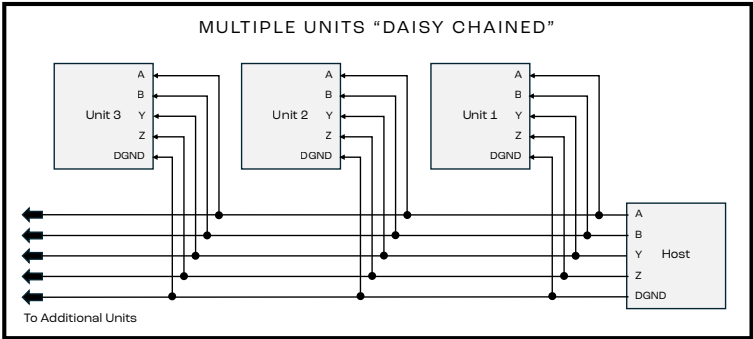 MULTIPLE UNITS “DAISY CHAINED”
A
B
Unit 3 Y
Z
DGND
A
B
Unit 2 Y
Z
DGND
A
B
Unit 1 Y
Z
DGND
A
B
Y Host
Z
DGND
To Additional Units